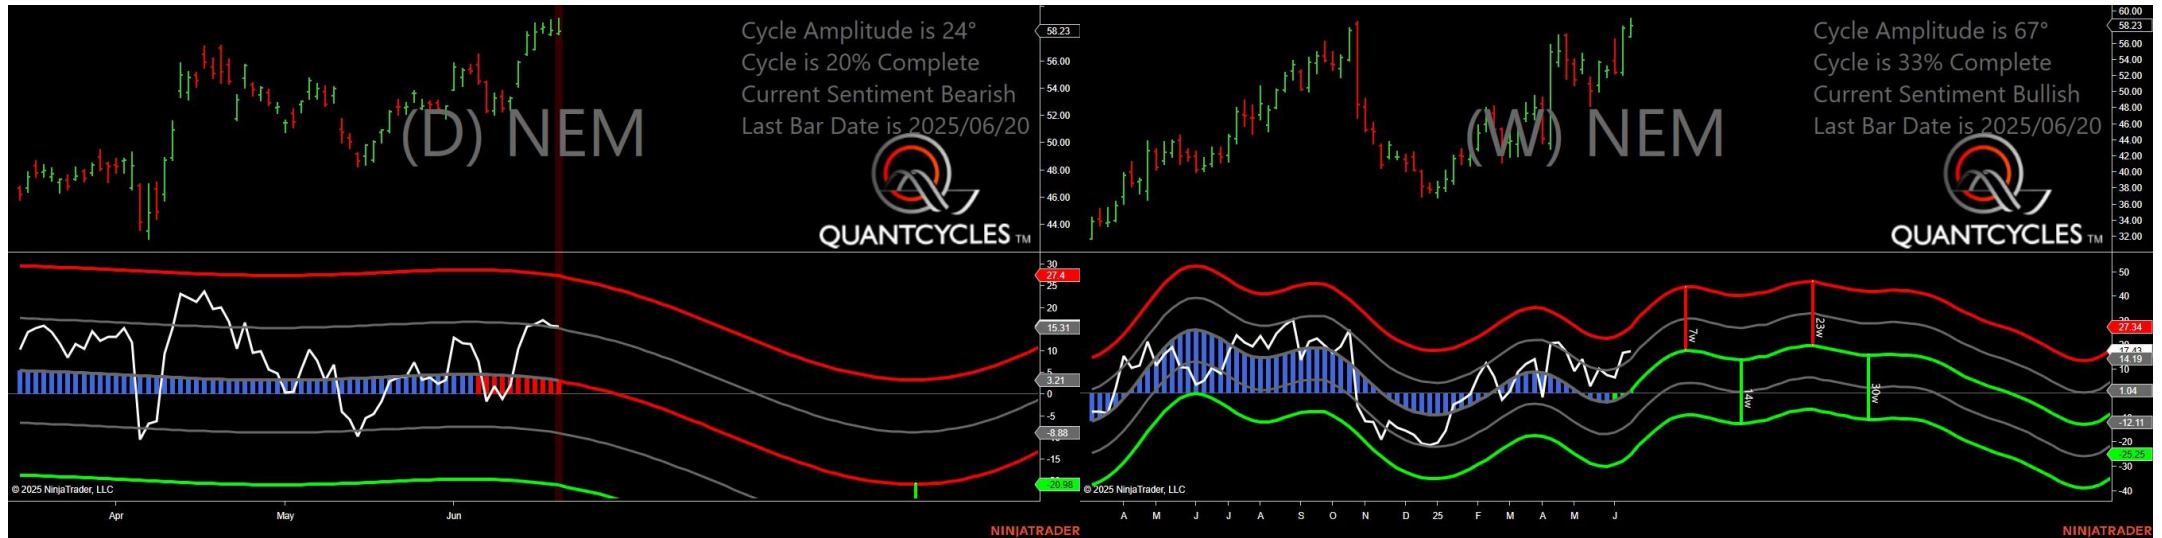 Cycle Amplitude is 24°
Cycle is 20% Complete
Current Sentiment Bearish
Last Bar Date is 2025/06/20
(D) NEM
QUANTCYCLES TM
58.23
56.00
54.00
52.00
50.00
48.00
46.00
44.00
30
27.4
25
20
15.31
10
5
3.21
0
-5
-8.88
-15
-20.98
© 2025 NinjaTrader, LLC
Apr May Jun
NINJATRADER
Cycle Amplitude is 67°
Cycle is 33% Complete
Current Sentiment Bullish
Last Bar Date is 2025/06/20
(W) NEM
QUANTCYCLES TM
60.00
58.23
56.00
54.00
52.00
50.00
48.00
46.00
44.00
42.00
40.00
38.00
36.00
34.00
32.00
50
40
27.34
14.19
10
1.04
-12.11
-20
-25.25
-30
-40
7w
14w
23w
30w
© 2025 NinjaTrader, LLC
A M J J A S O N D 25 F M A M J
NINJATRADER